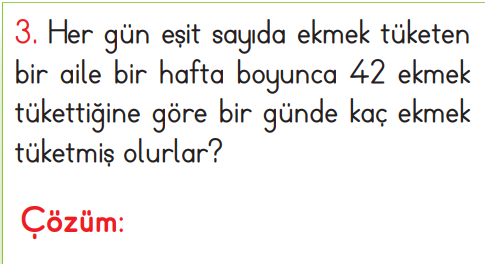 3. Her gün eşit sayıda ekmek tüketen
bir aile bir hafta boyunca 42 ekmek
tükettiğine göre bir günde kaç ekmek
tüketmiş olurlar?
Çözüm: